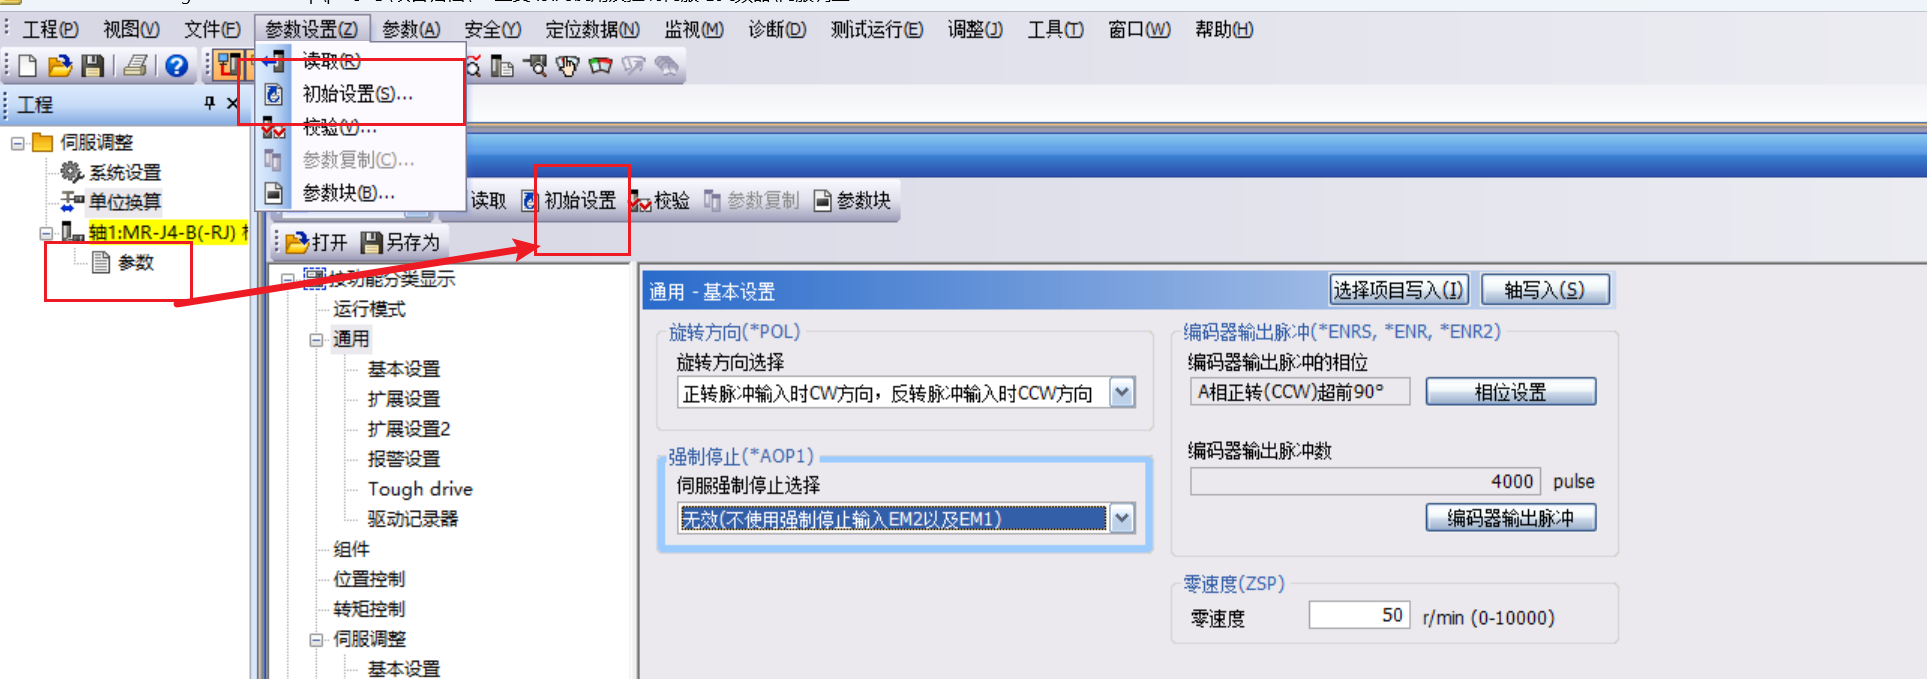 工程(P) 视图(V) 文件(F) 参数设置(Z) 参数(A) 安全(Y) 定位数据(N) 监视(M) 诊断(D) 测试运行(E) 调整(J) 工具(T) 窗口(W) 帮助(H)
读取(R)
初始设置(S)...
校验(V)...
参数复制(C)...
参数块(B)...
工程
伺服调整
系统设置
单位换算
轴1:MR-J4-B(-RJ)
参数
读取 初始设置 校验 参数复制 参数块
打开 另存为
按功能分类显示
运行模式
通用
基本设置
扩展设置
扩展设置2
报警设置
Tough drive
驱动记录器
组件
位置控制
转矩控制
伺服调整
基本设置
通用 - 基本设置 选择项目写入(I) 轴写入(S)
旋转方向(*POL)
旋转方向选择
正转脉冲输入时CW方向，反转脉冲输入时CCW方向
强制停止(*AOP1)
伺服强制停止选择
无效(不使用强制停止输入EM2以及EM1)
编码器输出脉冲(*ENRS, *ENR, *ENR2)
编码器输出脉冲的相位
A相正转(CCW)超前90° 相位设置
编码器输出脉冲数
4000 pulse
编码器输出脉冲
零速度(ZSP)
零速度 50 r/min (0-10000)